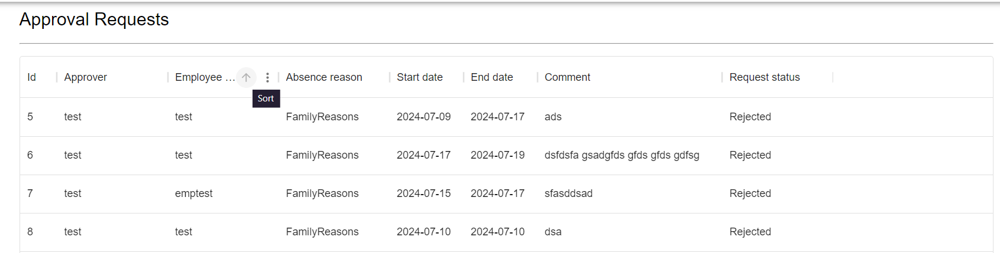 Approval Requests
Id Approver Employee ... Absence reason Start date End date Comment Request status
Sort
5 test test FamilyReasons 2024-07-09 2024-07-17 ads Rejected
6 test test FamilyReasons 2024-07-17 2024-07-19 dsfdsfa gsadgfds gfds gfds gdfsg Rejected
7 test emptest FamilyReasons 2024-07-15 2024-07-17 sfasddsad Rejected
8 test test FamilyReasons 2024-07-10 2024-07-10 dsa Rejected